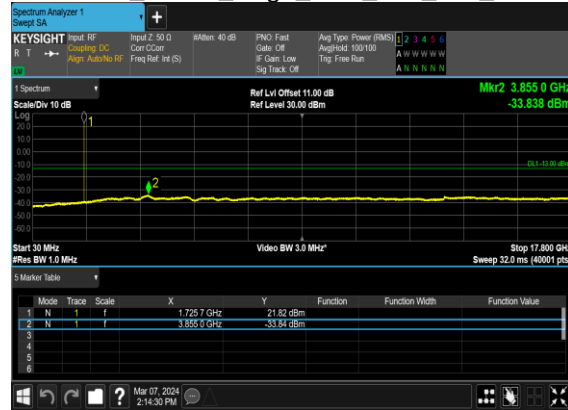 Spectrum Analyzer 1
Swept SA
+
KEYSIGHT Input: RF Input Z: 50 Ω #Atten: 40 dB PNO: Fast Avg Type: Power (RMS) 1 2 3 4 5 6
R T Coupling: DC Corr CCorr Gate: Off Avg|Hold: 100/100 A W W W W W
Align: Auto/No RF Freq Ref: Int (S) IF Gain: Low Trig: Free Run
Sig Track: Off A N N N N N
LXI
1 Spectrum Ref Lvl Offset 11.00 dB Mkr2 3.855 0 GHz
Scale/Div 10 dB Ref Level 30.00 dBm -33.838 dBm
Log
20.0
10.0
0.00
-10.0
DL1 -13.00 dBm
-20.0
-30.0
-40.0
-50.0
-60.0
1
2
Start 30 MHz Video BW 3.0 MHz* Stop 17.800 GHz
#Res BW 1.0 MHz Sweep 32.0 ms (40001 pts)
5 Marker Table
Mode Trace Scale X Y Function Function Width Function Value
1 N 1 f 1.725 7 GHz 21.82 dBm
2 N 1 f 3.855 0 GHz -33.84 dBm
3
4
5
6
? Mar 07, 2024
2:14:30 PM